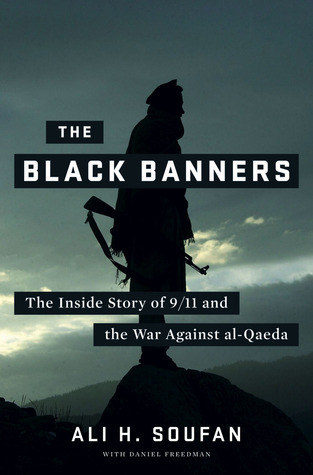 THE
BLACK BANNERS
The Inside Story of 9/11 and
the War Against al-Qaeda
ALI H. SOUFAN
WITH DANIEL FREEDMAN